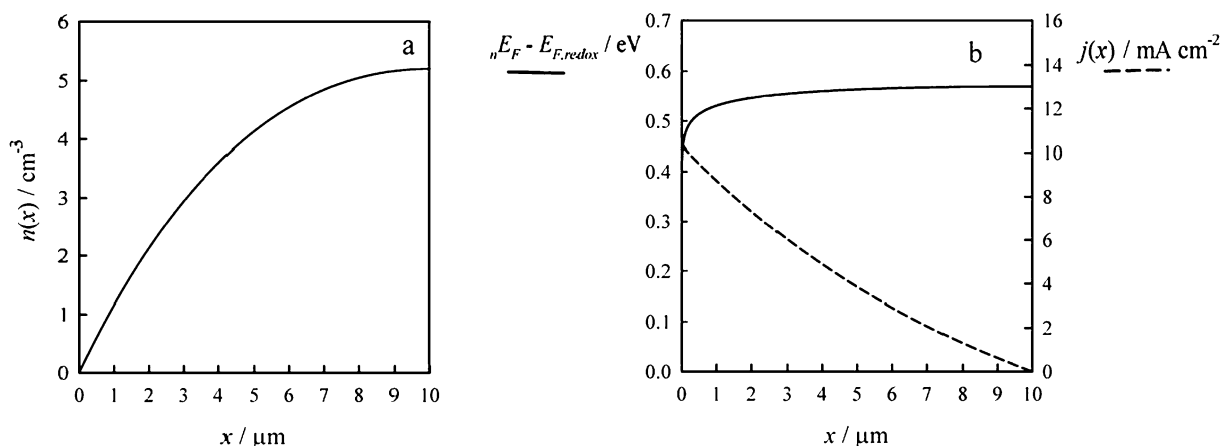 a
n(x) / cm⁻³
6
5
4
3
2
1
0
0 1 2 3 4 5 6 7 8 9 10
x / µm
nEF - EF,redox / eV
b
j(x) / mA cm⁻²
0.7
0.6
0.5
0.4
0.3
0.2
0.1
0.0
16
14
12
10
8
6
4
2
0
0 1 2 3 4 5 6 7 8 9 10
x / µm